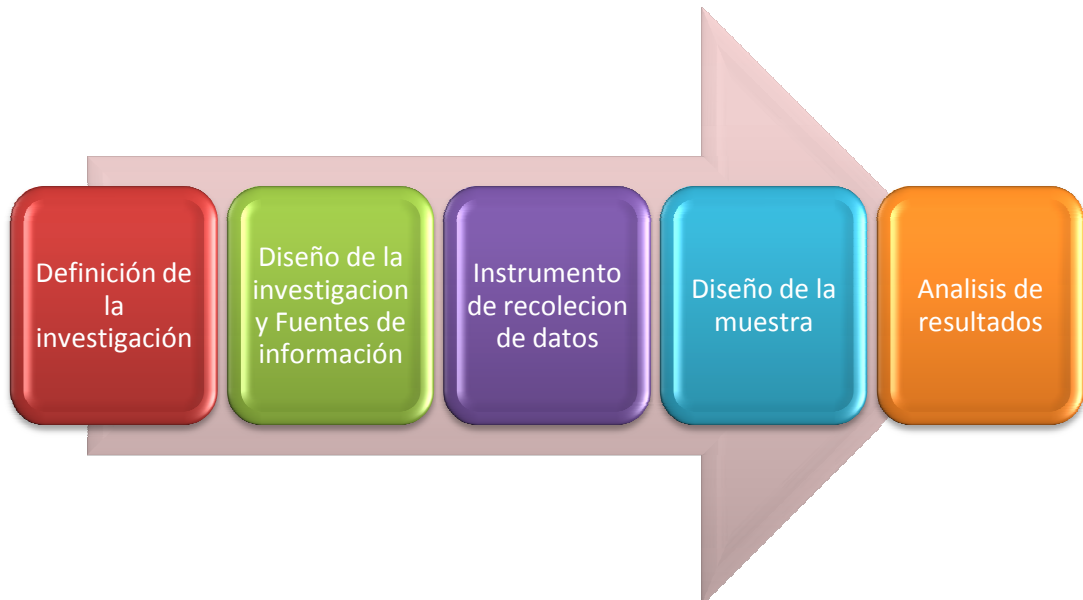 Definición de
la
investigación
Diseño de la
investigacion
y Fuentes de
información
Instrumento
de recolecion
de datos
Diseño de la
muestra
Analisis de
resultados